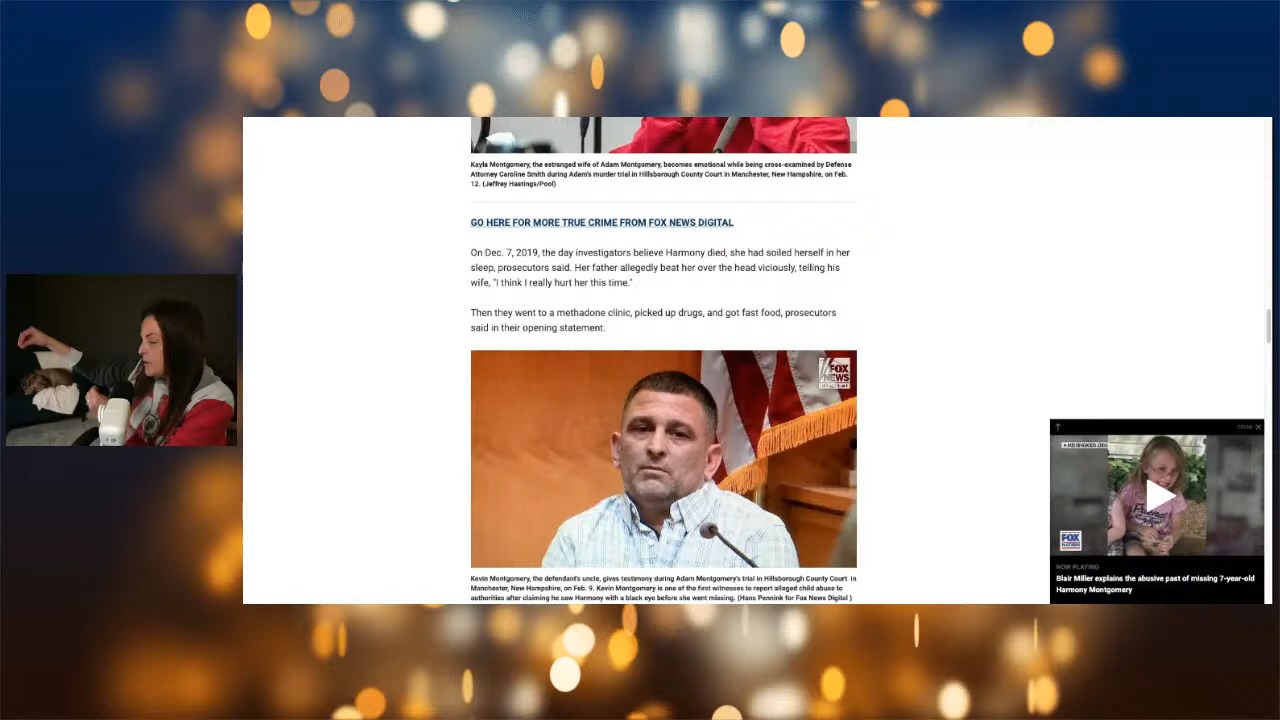 Kayla Montgomery, the estranged wife of Adam Montgomery, becomes emotional while being cross-examined by Defense
Attorney Caroline Smith during Adam's murder trial in Hillsborough County Court in Manchester, New Hampshire, on Feb.
12. (Jeffrey Hastings/Pool)
GO HERE FOR MORE TRUE CRIME FROM FOX NEWS DIGITAL
On Dec. 7, 2019, the day investigators believe Harmony died, she had soiled herself in her
sleep, prosecutors said. Her father allegedly beat her over the head viciously, telling his
wife, "I think I really hurt her this time."
Then they went to a methadone clinic, picked up drugs, and got fast food, prosecutors
said in their opening statement.
FOX
NEWS
Kevin Montgomery, the defendant's uncle, gives testimony during Adam Montgomery's trial in Hillsborough County Court in
Manchester, New Hampshire, on Feb. 9. Kevin Montgomery is one of the first witnesses to report alleged child abuse to
authorities after claiming he saw Harmony with a black eye before she went missing. (Hans Pennink for Fox News Digital )
CLOSE
MISSINGKIDS.ORG
FOX
NOW PLAYING
Blair Miller explains the abusive past of missing 7-year-old
Harmony Montgomery